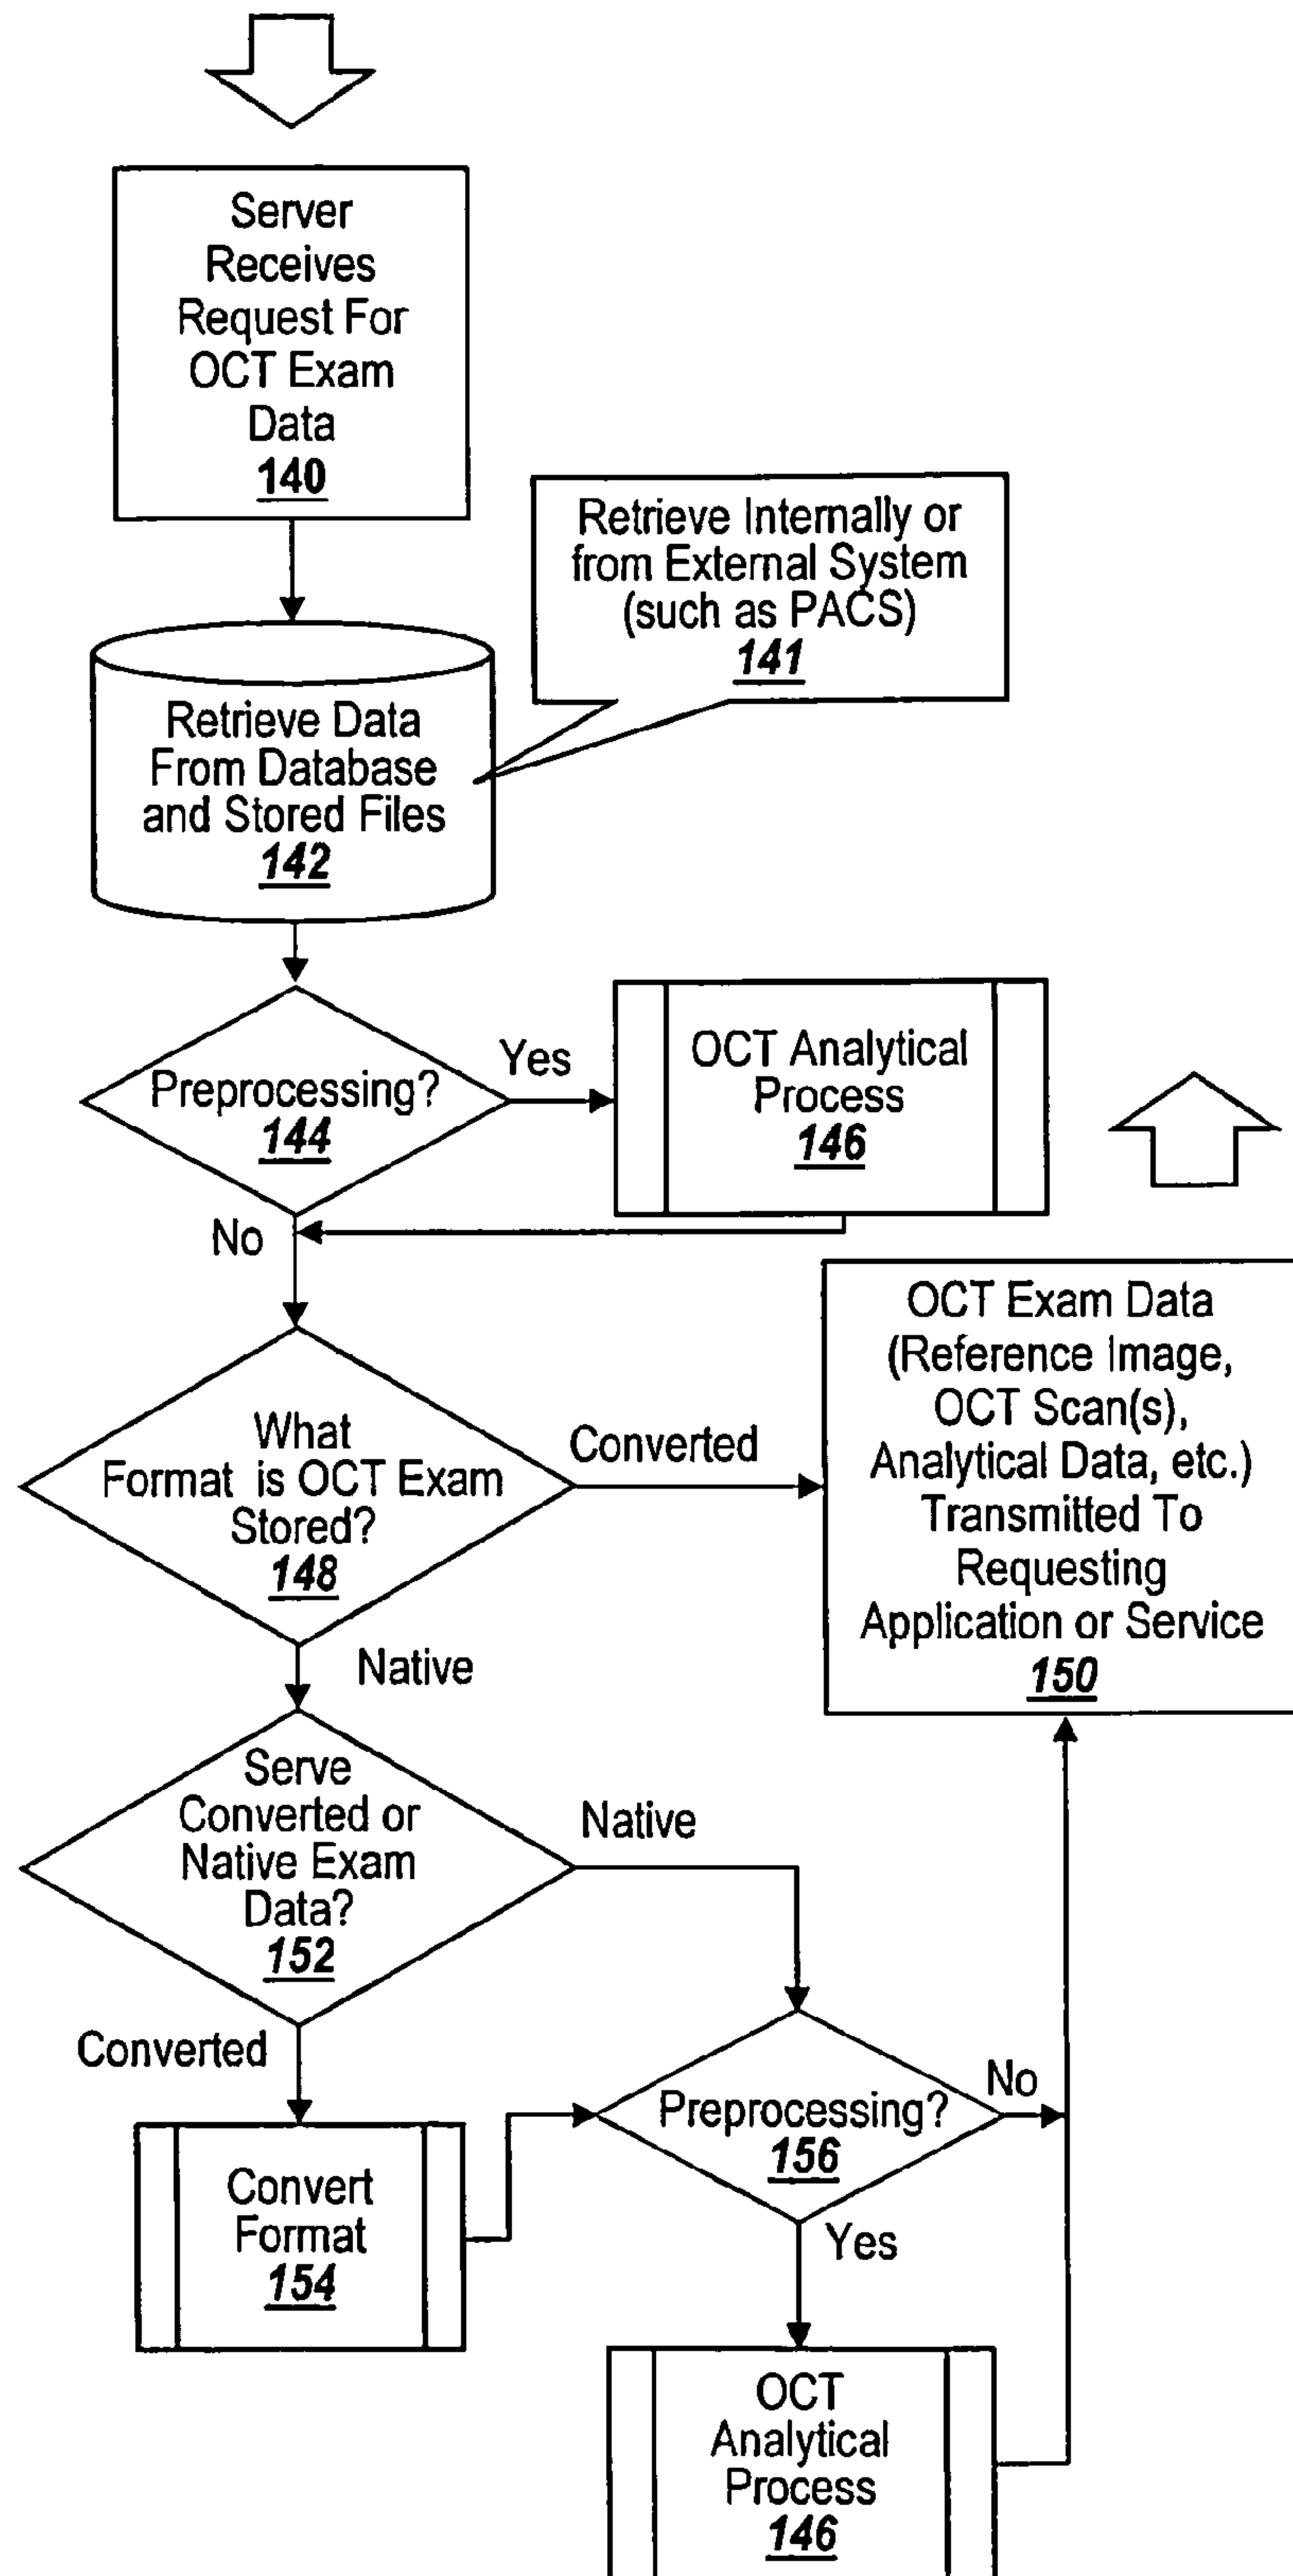 Server
Receives
Request For
OCT Exam
Data
140
Retrieve Internally or
from External System
(such as PACS)
141
Retrieve Data
From Database
and Stored Files
142
Preprocessing?
144
Yes
OCT Analytical
Process
146
No
What
Format is OCT Exam
Stored?
148
Converted
OCT Exam Data
(Reference Image,
OCT Scan(s),
Analytical Data, etc.)
Transmitted To
Requesting
Application or Service
150
Native
Serve
Converted or
Native Exam
Data?
152
Native
Converted
Convert
Format
154
Preprocessing?
156
No
Yes
OCT
Analytical
Process
146